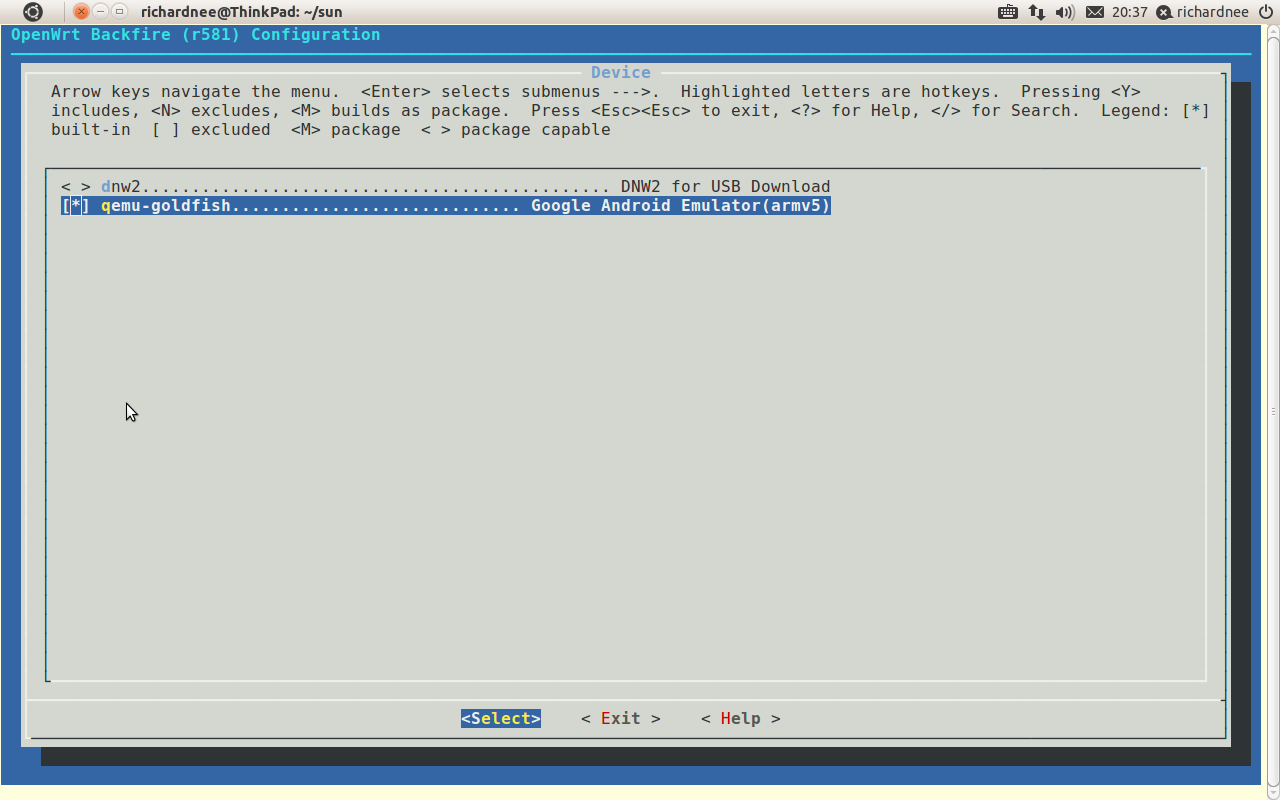 richardnee@ThinkPad: ~/sun 20:37 richardnee
OpenWrt Backfire (r581) Configuration
Device
Arrow keys navigate the menu.  <Enter> selects submenus --->.  Highlighted letters are hotkeys.  Pressing <Y>
includes, <N> excludes, <M> builds as package.  Press <Esc><Esc> to exit, <?> for Help, </> for Search.  Legend: [*]
built-in  [ ] excluded  <M> package  < > package capable
< > dnw2............................................... DNW2 for USB Download
[*] qemu-goldfish............................. Google Android Emulator(armv5)
<Select>    < Exit >    < Help >